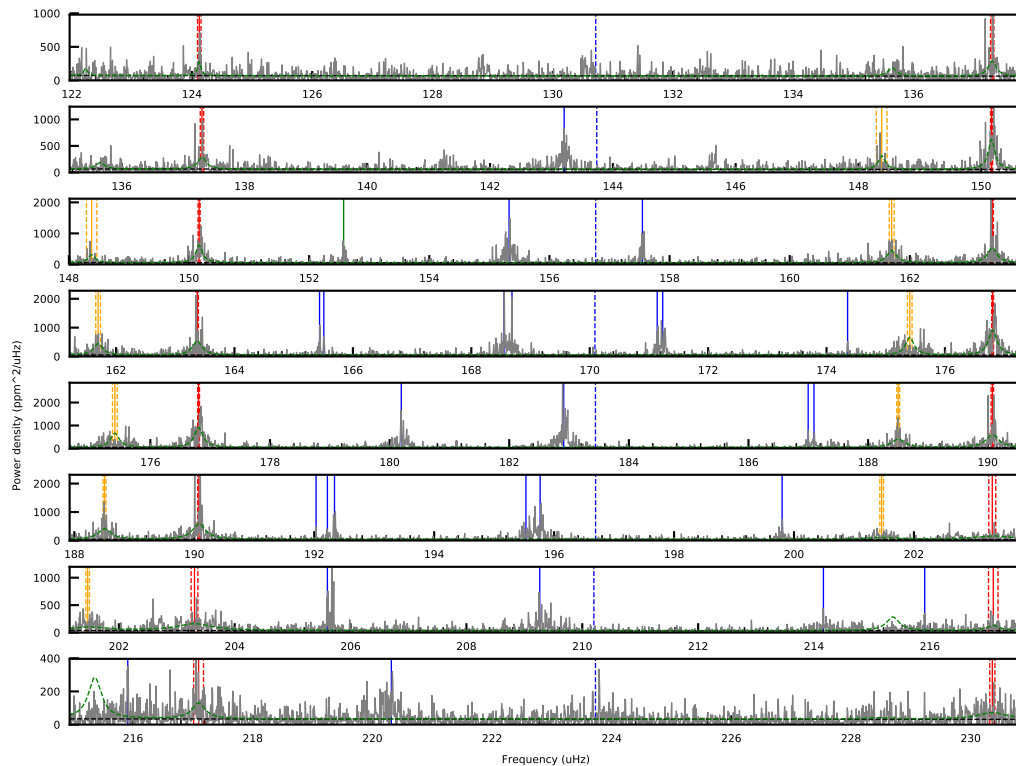 1000
500
0
122 124 126 128 130 132 134 136
1000
500
0
136 138 140 142 144 146 148 150
2000
1000
0
148 150 152 154 156 158 160 162
2000
1000
0
162 164 166 168 170 172 174 176
Power density (ppm^2/(uHz)
2000
1000
0
176 178 180 182 184 186 188 190
2000
1000
0
188 190 192 194 196 198 200 202
1000
500
0
202 204 206 208 210 212 214 216
400
200
0
216 218 220 222 224 226 228 230
Frequency (uHz)